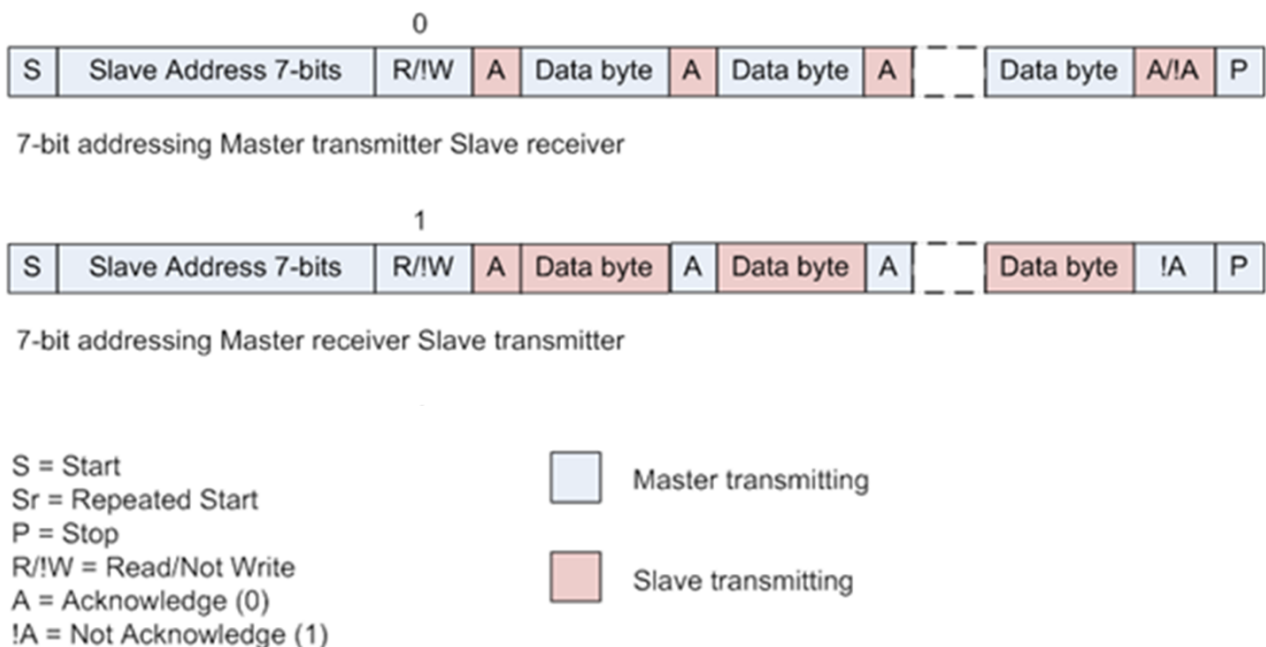 0
S Slave Address 7-bits R/!W A Data byte A Data byte A Data byte A/!A P
7-bit addressing Master transmitter Slave receiver
1
S Slave Address 7-bits R/!W A Data byte A Data byte A Data byte !A P
7-bit addressing Master receiver Slave transmitter
S = Start
Sr = Repeated Start
P = Stop
R/!W = Read/Not Write
A = Acknowledge (0)
!A = Not Acknowledge (1)
Master transmitting
Slave transmitting